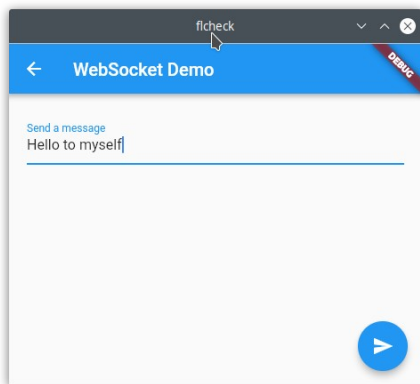 flcheck
WebSocket Demo
DEBUG
Send a message
Hello to myself